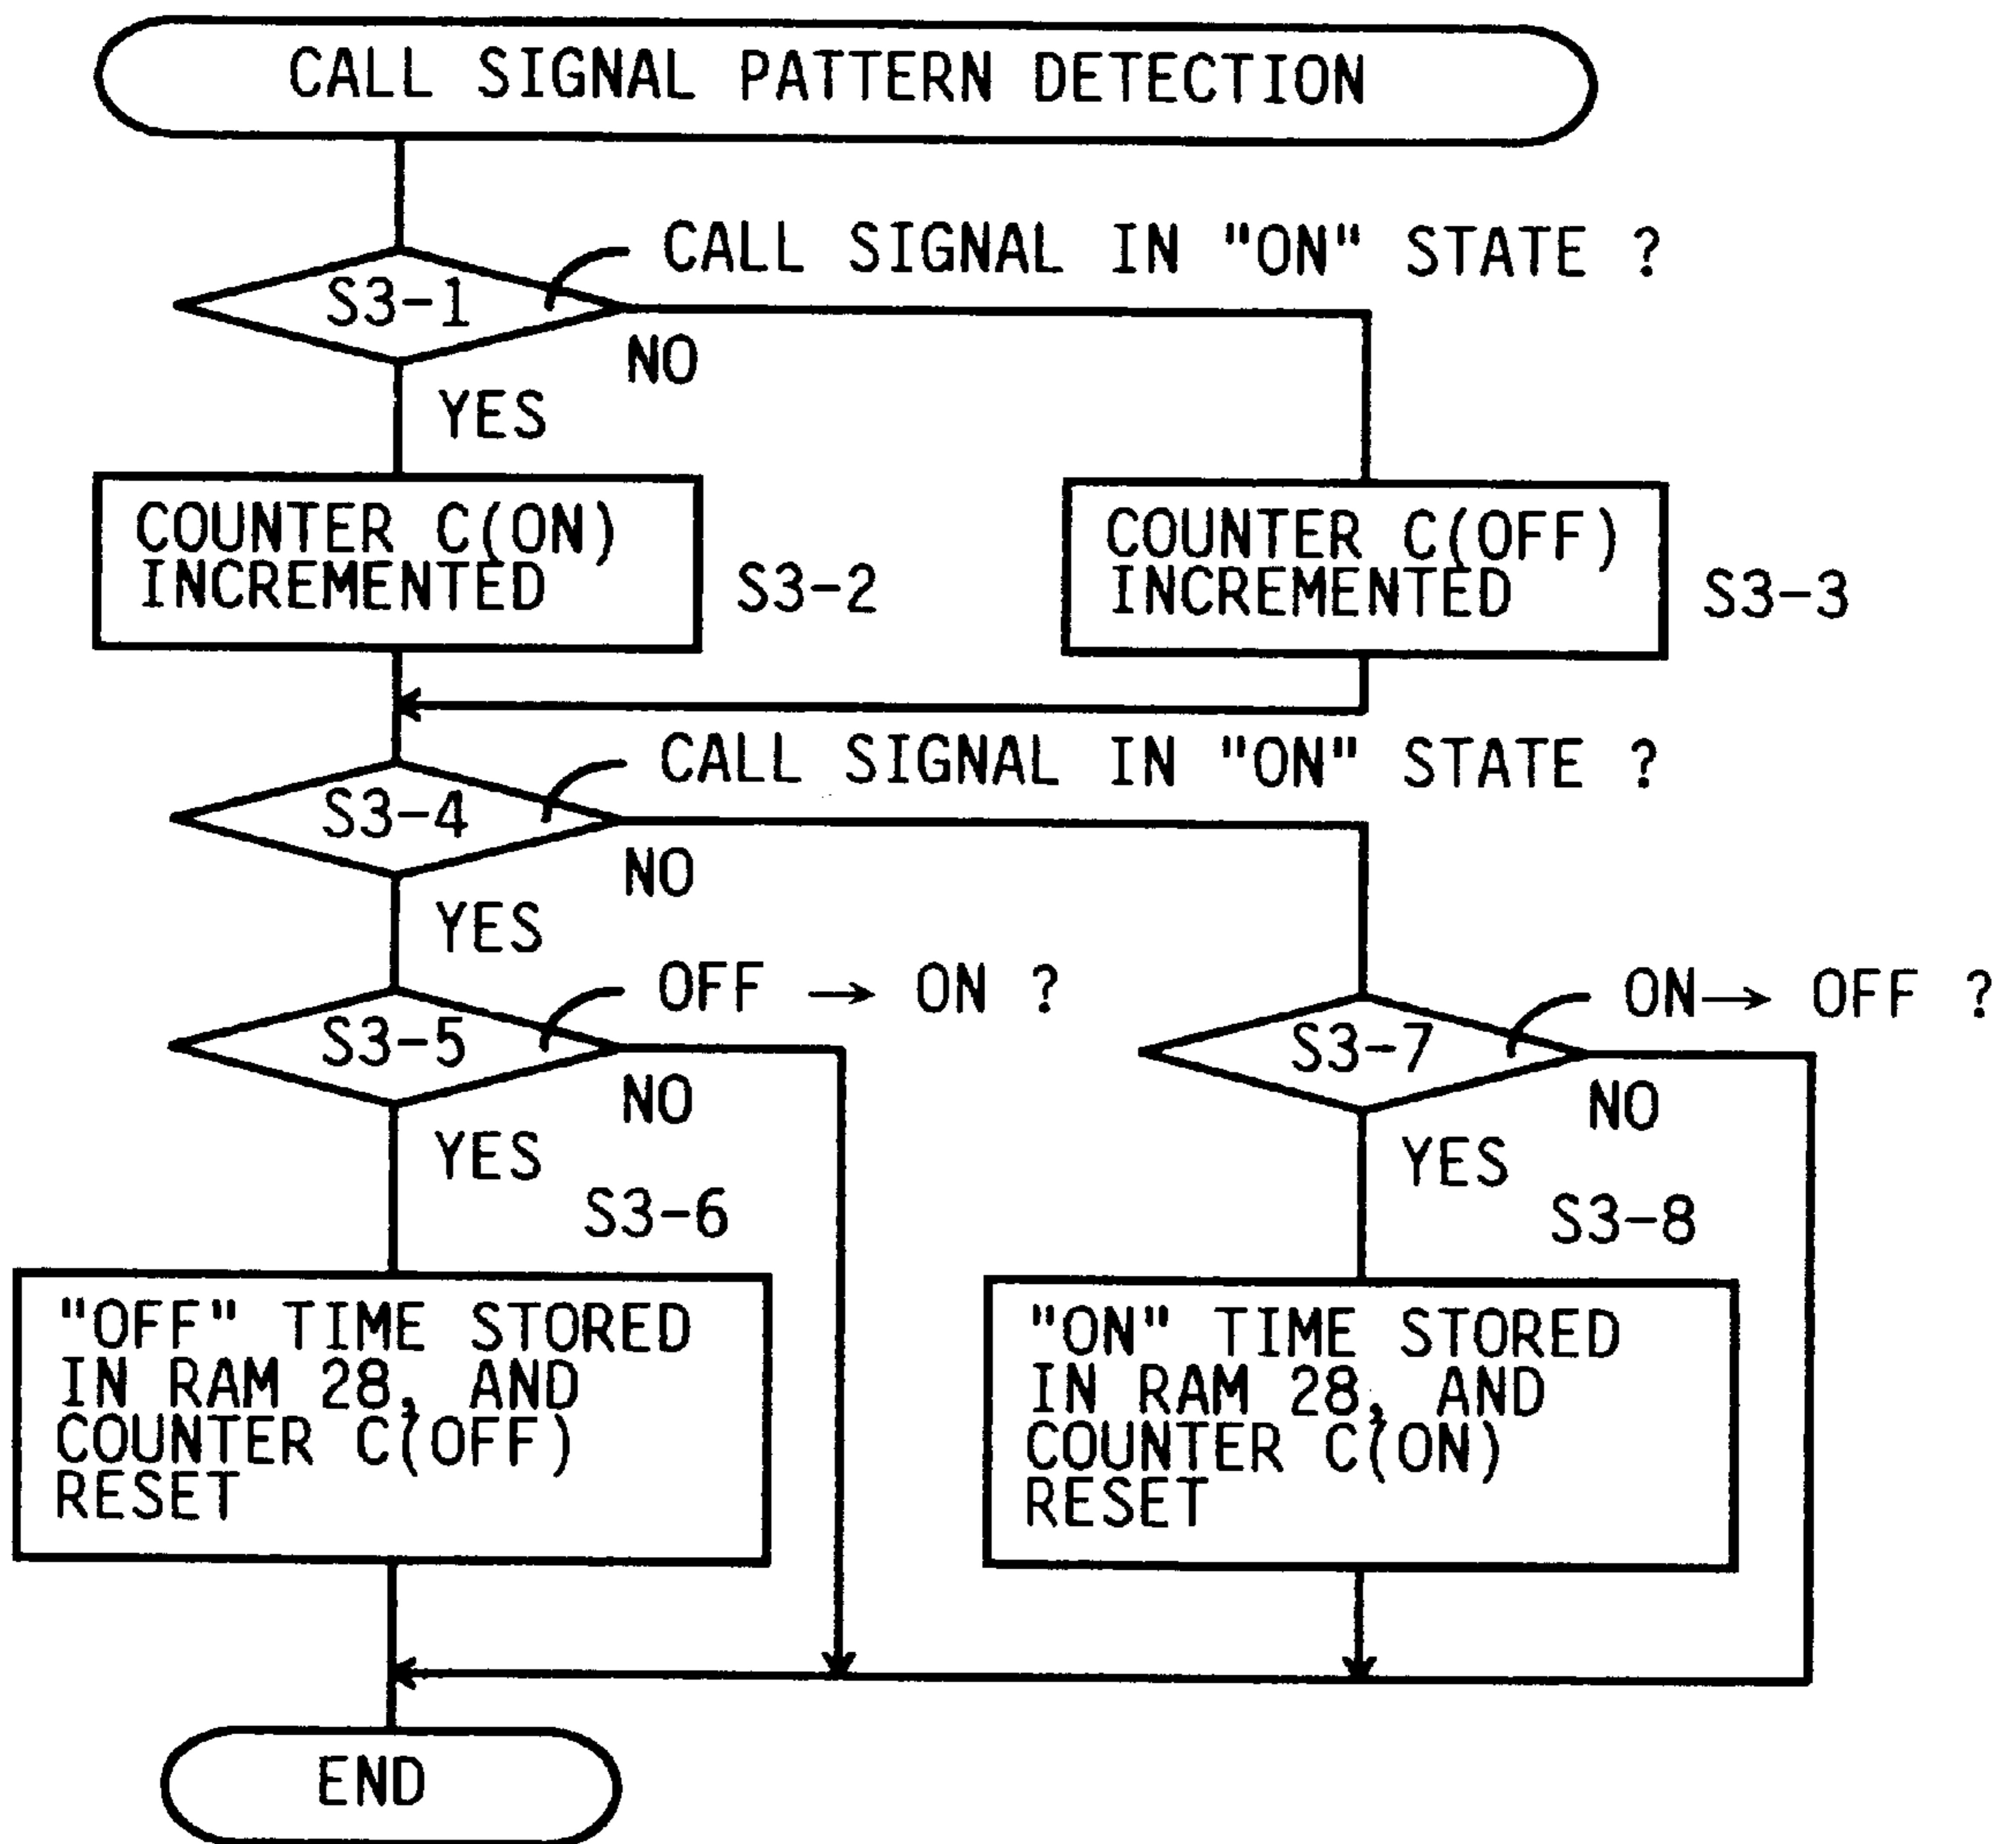 CALL SIGNAL PATTERN DETECTION
CALL SIGNAL IN "ON" STATE ?
S3-1
NO
YES
COUNTER C(ON)
INCREMENTED
S3-2
COUNTER C(OFF)
INCREMENTED
S3-3
CALL SIGNAL IN "ON" STATE ?
S3-4
NO
YES
OFF → ON ?
S3-5
NO
YES
ON→ OFF ?
S3-7
NO
YES
S3-6
S3-8
"OFF" TIME STORED
IN RAM 28, AND
COUNTER C(OFF)
RESET
"ON" TIME STORED
IN RAM 28, AND
COUNTER C(ON)
RESET
END